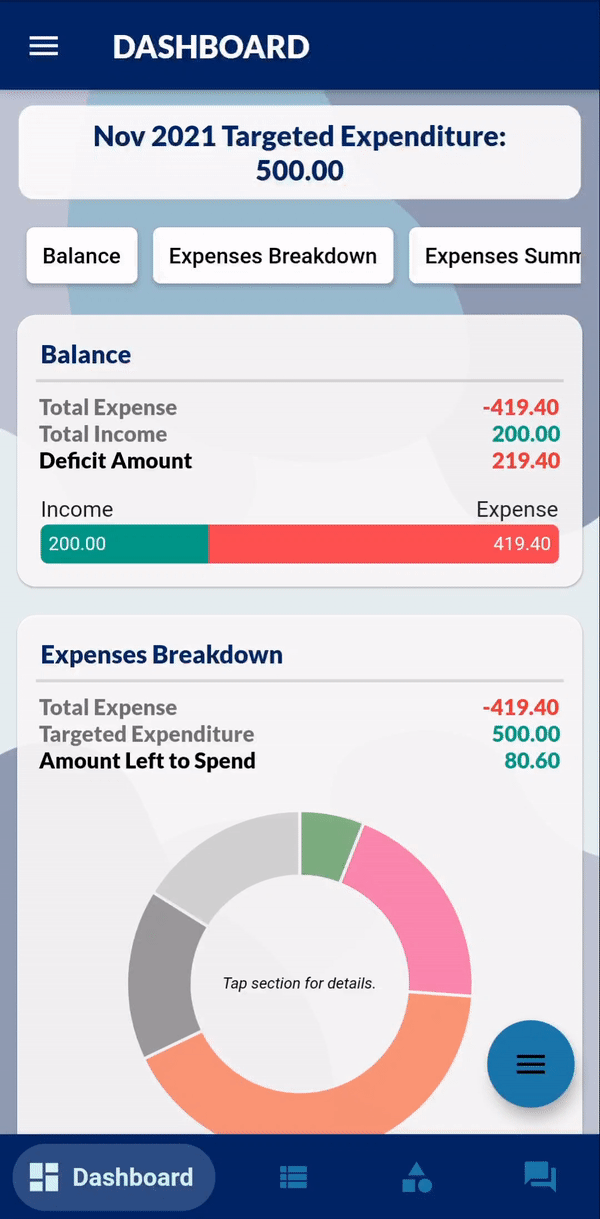 DASHBOARD
Nov 2021 Targeted Expenditure:
500.00
Balance
Expenses Breakdown
Expenses Summ
Balance
Total Expense -419.40
Total Income 200.00
Deficit Amount 219.40
Income Expense
200.00 419.40
Expenses Breakdown
Total Expense -419.40
Targeted Expenditure 500.00
Amount Left to Spend 80.60
Tap section for details.
Dashboard